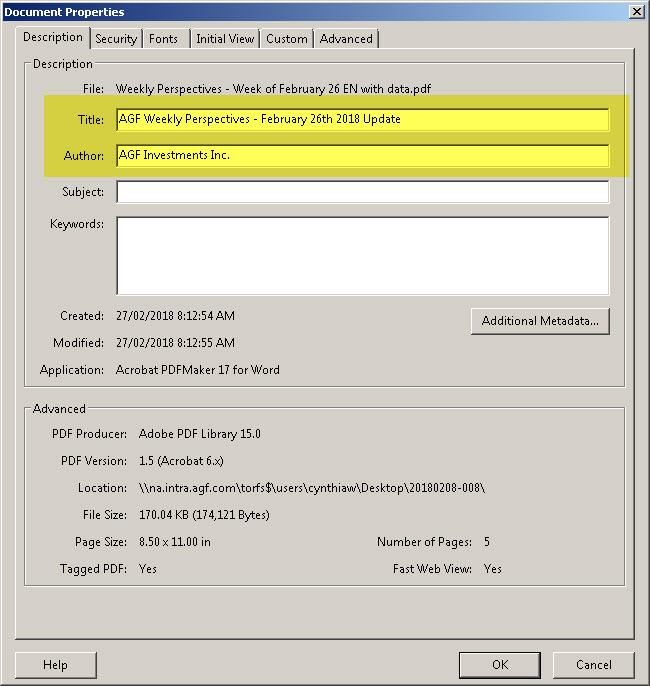 Document Properties
Description Security Fonts Initial View Custom Advanced
Description
File: Weekly Perspectives - Week of February 26 EN with data.pdf
Title: AGF Weekly Perspectives - February 26th 2018 Update
Author: AGF Investments Inc.
Subject:
Keywords:
Created: 27/02/2018 8:12:54 AM
Additional Metadata...
Modified: 27/02/2018 8:12:55 AM
Application: Acrobat PDFMaker 17 for Word
Advanced
PDF Producer: Adobe PDF Library 15.0
PDF Version: 1.5 (Acrobat 6.x)
Location: \\na.intra.agf.com\torfs$\users\cynthiaw\Desktop\20180208-008\
File Size: 170.04 KB (174,121 Bytes)
Page Size: 8.50 x 11.00 in Number of Pages: 5
Tagged PDF: Yes Fast Web View: Yes
Help OK Cancel